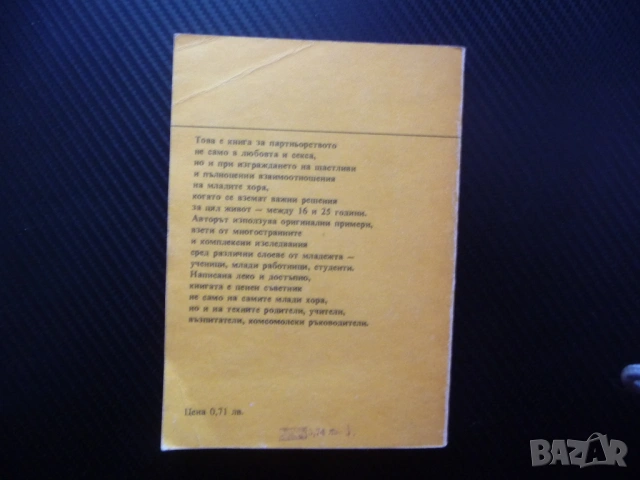 Това е книга за партньорството
не само в любовта и секса,
но и при изграждането на щастливи
и пълноценни взаимоотношения
на младите хора,
когато се вземат важни решения
за цял живот — между 16 и 25 години.
Авторът използува оригинални примери,
взети от многостранните
и комплексни изследвания
сред различни слоеве от младежта —
ученици, млади работници, студенти.
Написана леко и достъпно,
книгата е ценен съветник
не само на самите млади хора,
но и на техните родители, учители,
възпитатели, комсомолски ръководители.
Цена 0,71 лв.
BAZAR.bg